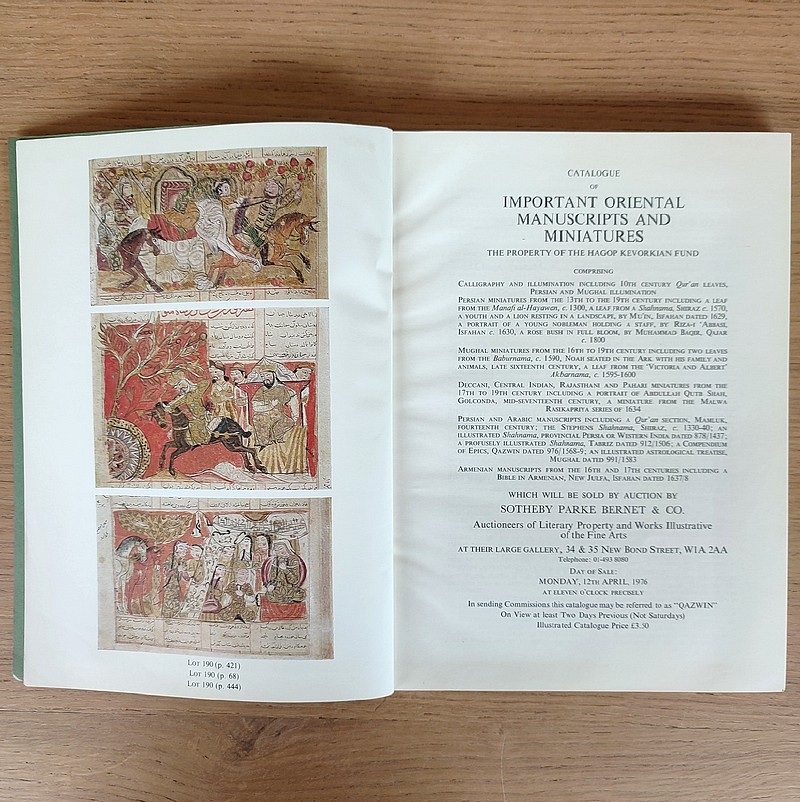 LOT 190 (p. 421)
LOT 190 (p. 68)
LOT 190 (p. 444)
CATALOGUE
OF
IMPORTANT ORIENTAL
MANUSCRIPTS AND
MINIATURES
THE PROPERTY OF THE HAGOP KEVORKIAN FUND
COMPRISING
CALLIGRAPHY AND ILLUMINATION INCLUDING 10TH CENTURY Qur'an LEAVES,
PERSIAN AND MUGHAL ILLUMINATION
PERSIAN MINIATURES FROM THE 13TH TO THE 19TH CENTURY INCLUDING A LEAF
FROM THE Manafi al-Hayawan, c. 1300, A LEAF FROM A Shahnama, SHIRAZ c. 1570,
A YOUTH AND A LION RESTING IN A LANDSCAPE, BY MU'IN, ISFAHAN DATED 1629,
A PORTRAIT OF A YOUNG NOBLEMAN HOLDING A STAFF, BY RIZA-I 'ABBASI,
ISFAHAN c. 1630, A ROSE BUSH IN FULL BLOOM, BY MUHAMMAD BAQIR, QAJAR
c. 1800
MUGHAL MINIATURES FROM THE 16TH TO 19TH CENTURY INCLUDING TWO LEAVES
FROM THE Baburnama, c. 1590, NOAH SEATED IN THE ARK WITH HIS FAMILY AND
ANIMALS, LATE SIXTEENTH CENTURY, A LEAF FROM THE 'VICTORIA AND ALBERT'
Akbarnama, c. 1595-1600
DECCANI, CENTRAL INDIAN, RAJASTHANI AND PAHARI MINIATURES FROM THE
17TH TO 19TH CENTURY INCLUDING A PORTRAIT OF ABDULLAH QUTB SHAH,
GOLCONDA, MID-SEVENTEENTH CENTURY, A MINIATURE FROM THE MALWA
RASIKAPRIYA SERIES OF 1634
PERSIAN AND ARABIC MANUSCRIPTS INCLUDING A Qur'an SECTION, MAMLUK,
FOURTEENTH CENTURY; THE STEPHENS Shahnama, SHIRAZ, c. 1330-40; AN
ILLUSTRATED Shahnama, PROVINCIAL PERSIA OR WESTERN INDIA DATED 878/1437;
A PROFUSELY ILLUSTRATED Shahnama, TABRIZ DATED 912/1506; A COMPENDIUM
OF EPICS, QAZWIN DATED 976/1568-9; AN ILLUSTRATED ASTROLOGICAL TREATISE,
MUGHAL DATED 991/1583
ARMENIAN MANUSCRIPTS FROM THE 16TH AND 17TH CENTURIES INCLUDING A
BIBLE IN ARMENIAN, NEW JULFA, ISFAHAN DATED 1637/8
WHICH WILL BE SOLD BY AUCTION BY
SOTHEBY PARKE BERNET & CO.
Auctioneers of Literary Property and Works Illustrative
of the Fine Arts
AT THEIR LARGE GALLERY, 34 & 35 NEW BOND STREET, W1A 2AA
Telephone: 01-493 8080
DAY OF SALE:
MONDAY, 12TH APRIL, 1976
AT ELEVEN O'CLOCK PRECISELY
In sending Commissions this catalogue may be referred to as "QAZWIN"
On View at least Two Days Previous (Not Saturdays)
Illustrated Catalogue Price £3.50